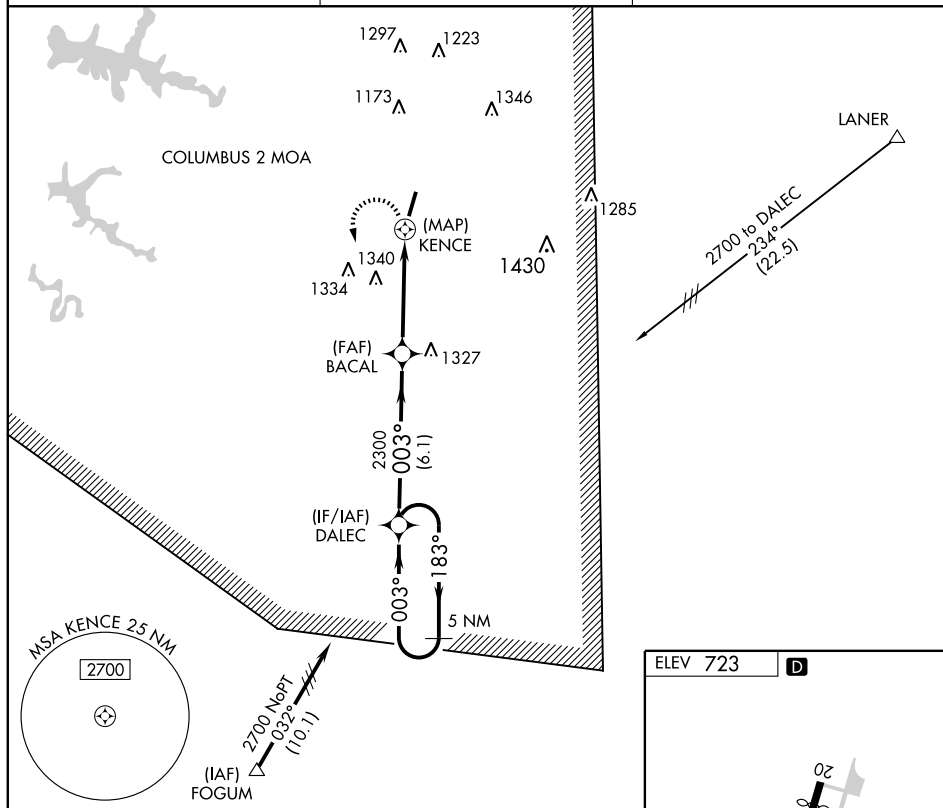 1297
1223
1173
1346
LANER
COLUMBUS 2 MOA
1285
2700 to DALEC
234°
(22.5)
(MAP)
KENCE
1430
1340
1334
(FAF)
BACAL
1327
2300
003°
(6.1)
(IF/IAF)
DALEC
183°
003°
5 NM
MSA KENCE 25 NM
2700
2700 NoPT
032°
(10.1)
(IAF)
FOGUM
ELEV 723
D
20